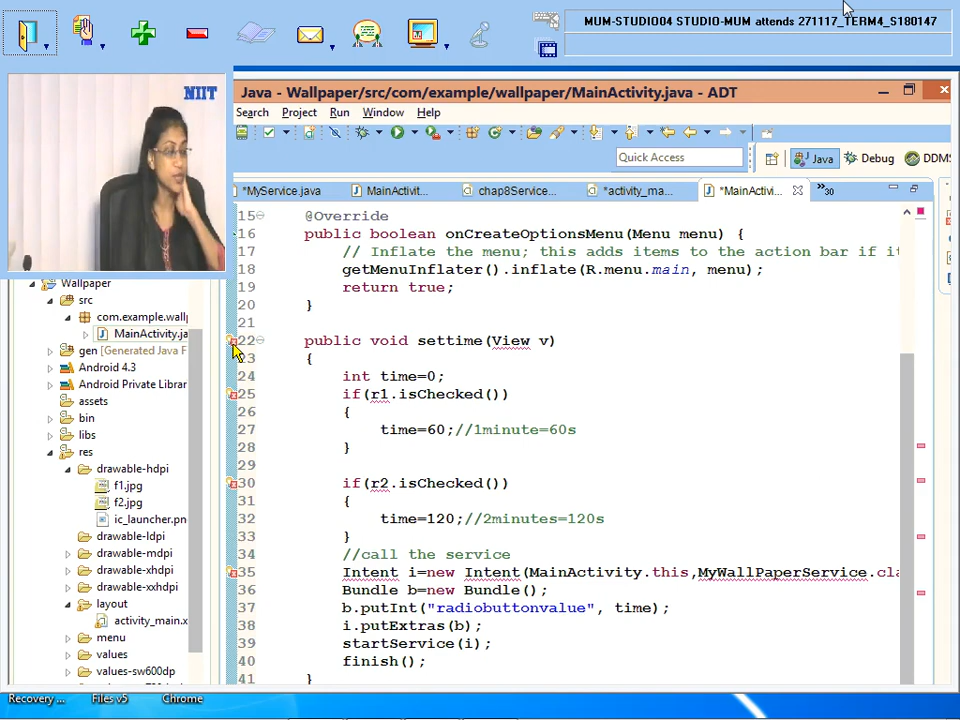 MUM-STUDIO04 STUDIO-MUM attends 271117_TERM4_S180147
NIIT
Java - Wallpaper/src/com/example/wallpaper/MainActivity.java - ADT
Search Project Run Window Help
Quick Access
Java Debug DDMS
*MyService.java MainActivit... chap8Service... *activity_ma... *MainActivi... »30
Wallpaper
src
com.example.wallp
MainActivity.ja
gen [Generated Java F
Android 4.3
Android Private Librar
assets
bin
libs
res
drawable-hdpi
f1.jpg
f2.jpg
ic_launcher.pn
drawable-ldpi
drawable-mdpi
drawable-xhdpi
drawable-xxhdpi
layout
activity_main.x
menu
values
values-sw600dp
15 @Override
16 public boolean onCreateOptionsMenu(Menu menu) {
17 // Inflate the menu; this adds items to the action bar if it
18 getMenuInflater().inflate(R.menu.main, menu);
19 return true;
20 }
21
22 public void settime(View v)
23 {
24 int time=0;
25 if(r1.isChecked())
26 {
27 time=60;//1minute=60s
28 }
29
30 if(r2.isChecked())
31 {
32 time=120;//2minutes=120s
33 }
34 //call the service
35 Intent i=new Intent(MainActivity.this,MyWallPaperService.cla
36 Bundle b=new Bundle();
37 b.putInt("radiobuttonvalue", time);
38 i.putExtras(b);
39 startService(i);
40 finish();
41 }
Recovery ... Files v5 Chrome